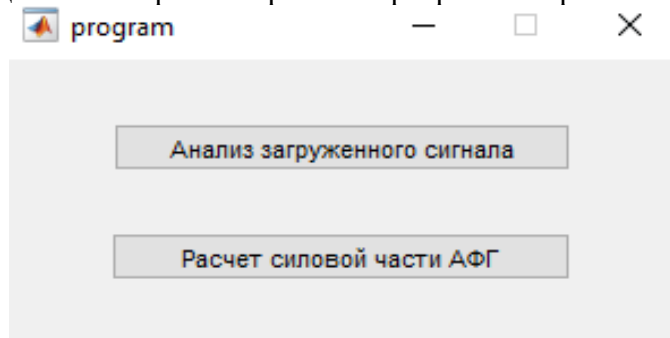 program
Анализ загруженного сигнала
Расчет силовой части АФГ